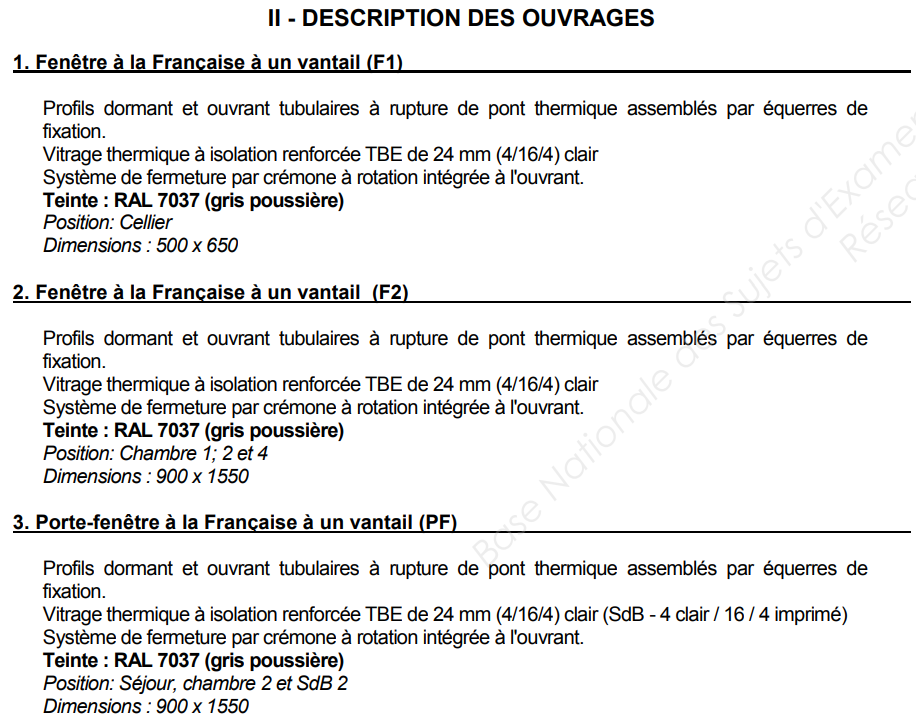 II - DESCRIPTION DES OUVRAGES
1. Fenêtre à la Française à un vantail (F1)
Profils dormant et ouvrant tubulaires à rupture de pont thermique assemblés par équerres de
fixation.
Vitrage thermique à isolation renforcée TBE de 24 mm (4/16/4) clair
Système de fermeture par crémone à rotation intégrée à l'ouvrant.
Teinte : RAL 7037 (gris poussière)
Position: Cellier
Dimensions : 500 x 650
2. Fenêtre à la Française à un vantail (F2)
Profils dormant et ouvrant tubulaires à rupture de pont thermique assemblés par équerres de
fixation.
Vitrage thermique à isolation renforcée TBE de 24 mm (4/16/4) clair
Système de fermeture par crémone à rotation intégrée à l'ouvrant.
Teinte : RAL 7037 (gris poussière)
Position: Chambre 1; 2 et 4
Dimensions : 900 x 1550
3. Porte-fenêtre à la Française à un vantail (PF)
Profils dormant et ouvrant tubulaires à rupture de pont thermique assemblés par équerres de
fixation.
Vitrage thermique à isolation renforcée TBE de 24 mm (4/16/4) clair (SdB - 4 clair / 16 / 4 imprimé)
Système de fermeture par crémone à rotation intégrée à l'ouvrant.
Teinte : RAL 7037 (gris poussière)
Position: Séjour, chambre 2 et SdB 2
Dimensions : 900 x 1550
Base Nationale des Sujets d'Examen
Résea